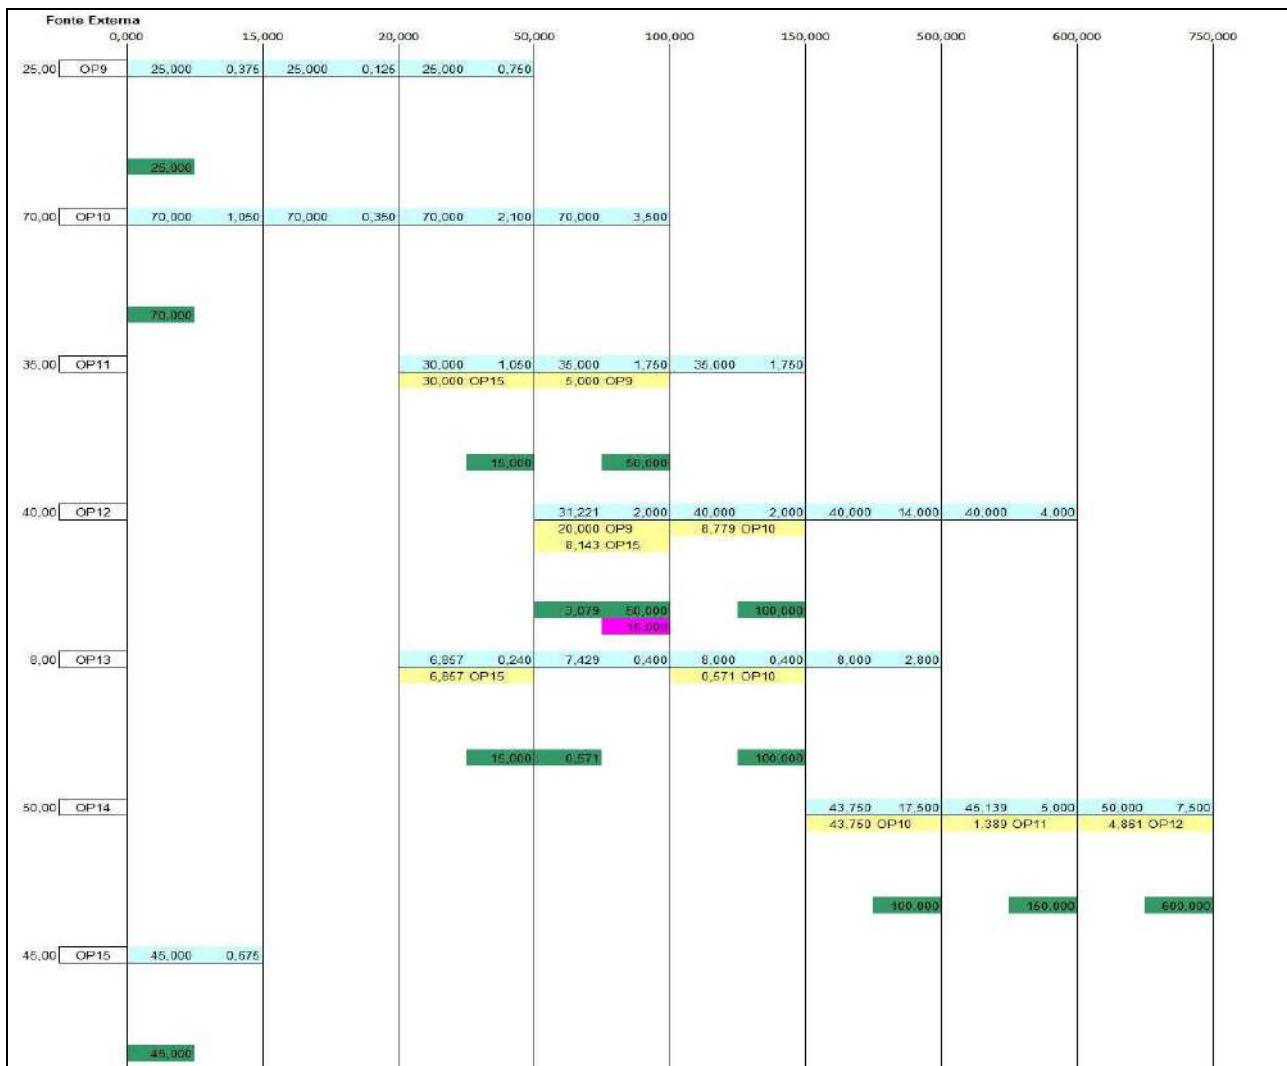 Fonte Externa
0,000 15,000 20,000 50,000 100,000 150,000 500,000 600,000 750,000
25,00 OP9 25,000 0,375 25,000 0,125 25,000 0,750
25,000
70,00 OP10 70,000 1,050 70,000 0,350 70,000 2,100 70,000 3,500
70,000
35,00 OP11 30,000 1,050 35,000 1,750 35,000 1,750
30,000 OP15 5,000 OP9
15,000 50,000
40,00 OP12 31,221 2,000 40,000 2,000 40,000 14,000 40,000 4,000
20,000 OP9 8,779 OP10
8,143 OP15
3,079 50,000 100,000
15,000
8,00 OP13 6,857 0,240 7,429 0,400 8,000 0,400 8,000 2,800
6,857 OP15 0,571 OP10
15,000 0,571 100,000
50,00 OP14 43,750 17,500 45,139 5,000 50,000 7,500
43,750 OP10 1,389 OP11 4,861 OP12
100,000 150,000 600,000
45,00 OP15 45,000 0,675
45,000